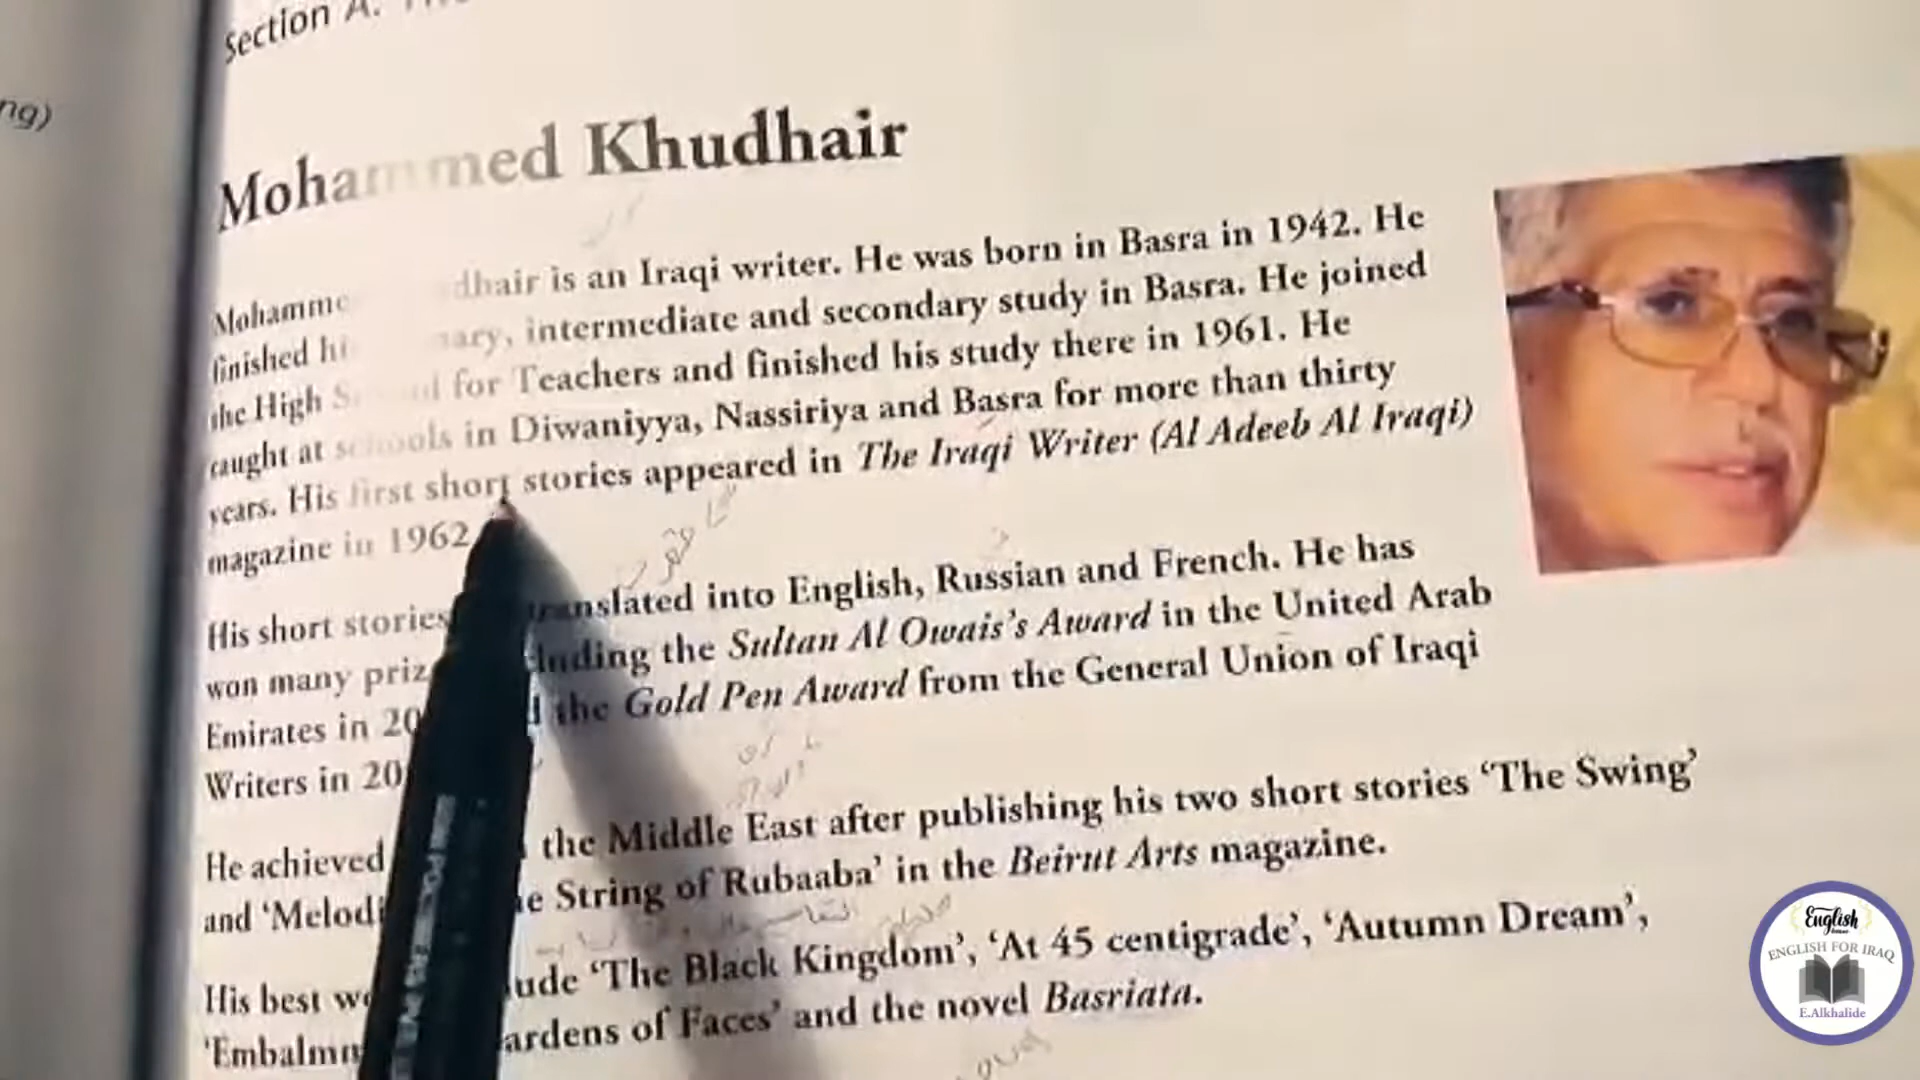 Section A:
ng)
Mohammed Khudhair
Mohamme dhair is an Iraqi writer. He was born in Basra in 1942. He
finished hi mary, intermediate and secondary study in Basra. He joined
the High School for Teachers and finished his study there in 1961. He
taught at schools in Diwaniyya, Nassiriya and Basra for more than thirty
years. His first short stories appeared in The Iraqi Writer (Al Adeeb Al Iraqi)
magazine in 1962
His short stories translated into English, Russian and French. He has
won many priz cluding the Sultan Al Owais's Award in the United Arab
Emirates in 20 d the Gold Pen Award from the General Union of Iraqi
Writers in 20
He achieved the Middle East after publishing his two short stories 'The Swing'
and 'Melodi e String of Rubaaba' in the Beirut Arts magazine.
His best wo ude 'The Black Kingdom', 'At 45 centigrade', 'Autumn Dream',
'Embalmn ardens of Faces' and the novel Basriata.
English
ENGLISH FOR IRAQ
E.Alkhalide